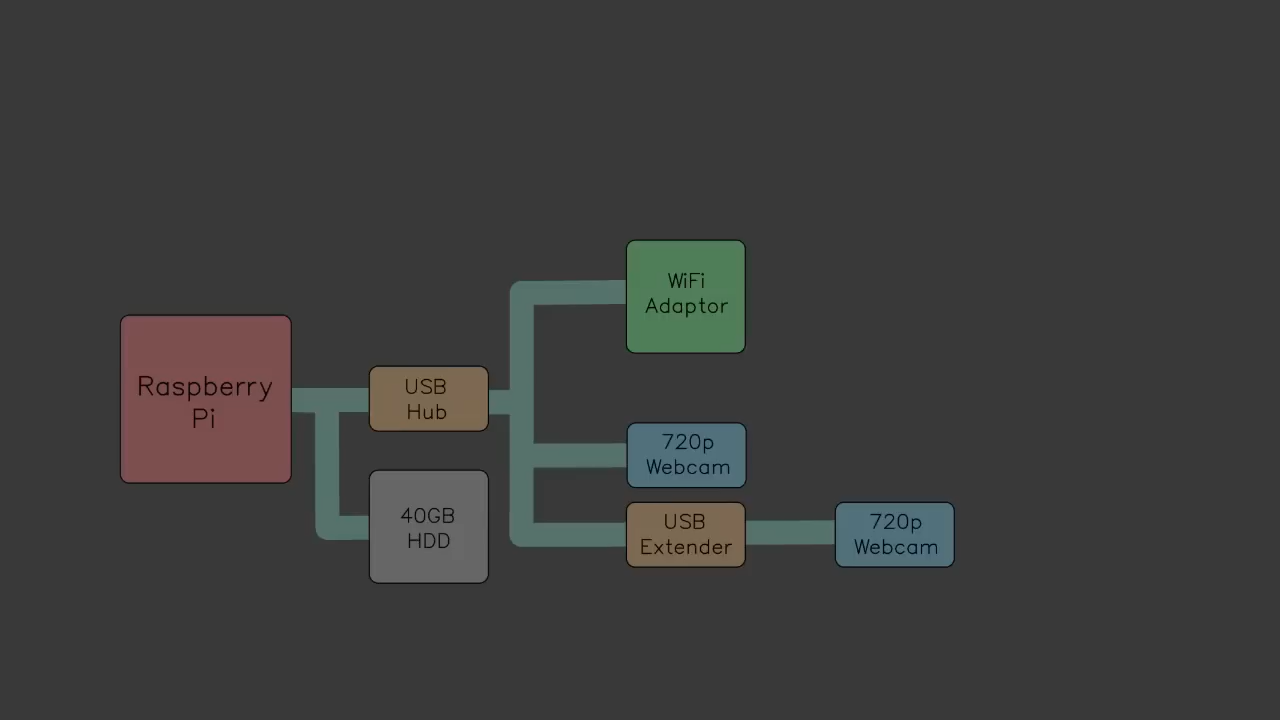 Raspberry
Pi
USB
Hub
40GB
HDD
WiFi
Adaptor
720p
Webcam
USB
Extender
720p
Webcam